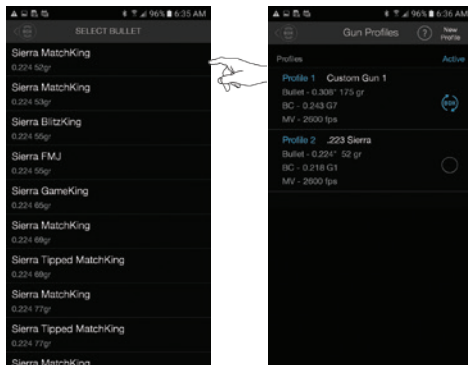 96% 6:35 AM
SELECT BULLET
Sierra MatchKing
0.224 52gr
Sierra MatchKing
0.224 53gr
Sierra BlitzKing
0.224 55gr
Sierra FMJ
0.224 55gr
Sierra GameKing
0.224 65gr
Sierra MatchKing
0.224 69gr
Sierra Tipped MatchKing
0.224 69gr
Sierra MatchKing
0.224 77gr
Sierra Tipped MatchKing
0.224 77gr
Sierra MatchKing
96% 6:36 AM
Gun Profiles ? New Profile
Profiles Active
Profile 1 Custom Gun 1
Bullet - 0.308" 175 gr
BC - 0.243 G7
MV - 2600 fps
Profile 2 .223 Sierra
Bullet - 0.224" 52 gr
BC - 0.218 G1
MV - 2600 fps